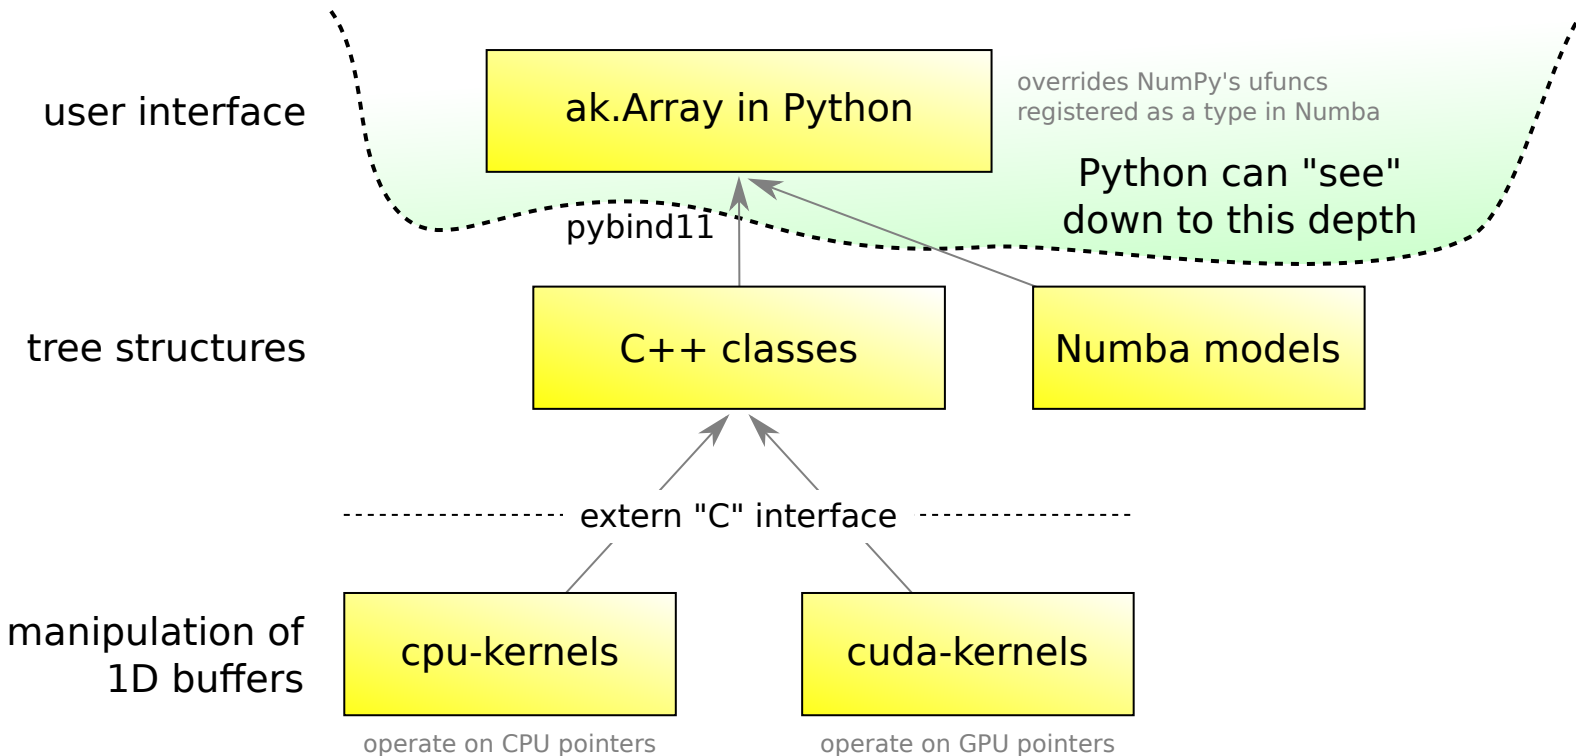 user interface
ak.Array in Python
overrides NumPy's ufuncs
registered as a type in Numba
Python can "see"
down to this depth
pybind11
tree structures
C++ classes
Numba models
extern "C" interface
manipulation of
1D buffers
cpu-kernels
cuda-kernels
operate on CPU pointers
operate on GPU pointers